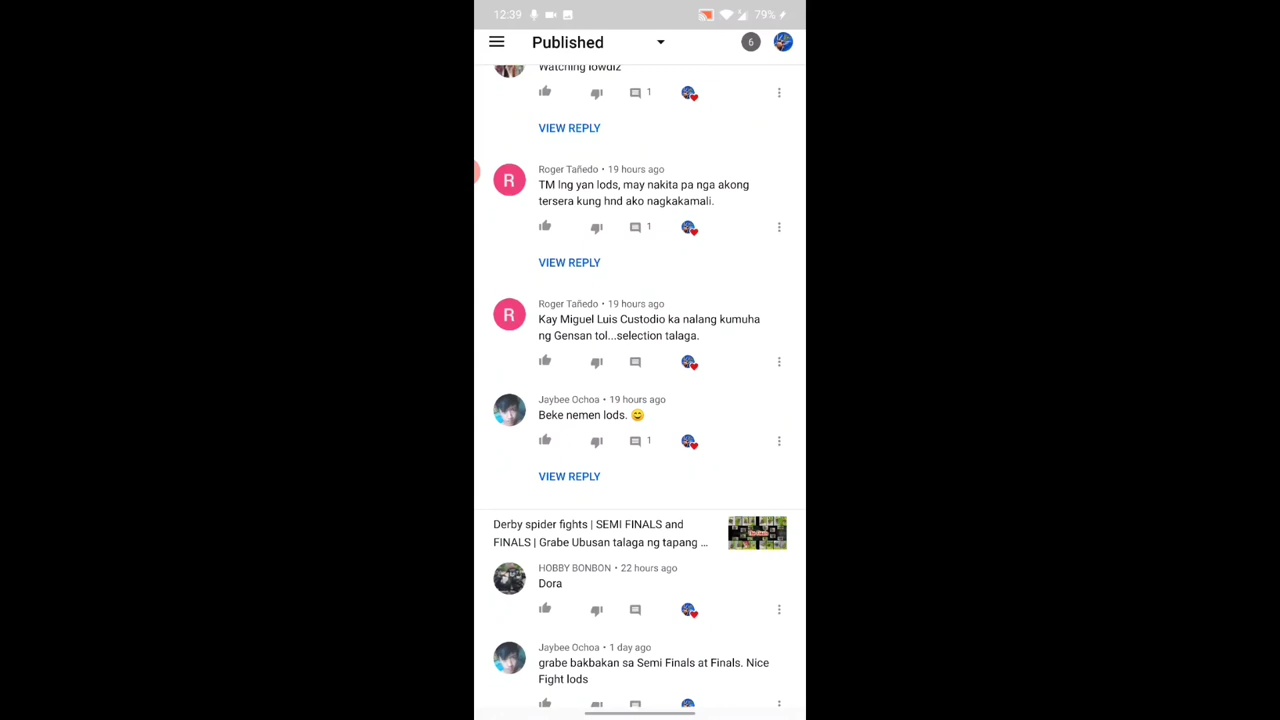 12:39
79%
Published
6
Watching lowdiz
1
VIEW REPLY
R
Roger Tañedo • 19 hours ago
TM lng yan lods, may nakita pa nga akong
tersera kung hnd ako nagkakamali.
1
VIEW REPLY
R
Roger Tañedo • 19 hours ago
Kay Miguel Luis Custodio ka nalang kumuha
ng Gensan tol...selection talaga.
Jaybee Ochoa • 19 hours ago
Beke nemen lods. 😊
1
VIEW REPLY
Derby spider fights | SEMI FINALS and
FINALS | Grabe Ubusan talaga ng tapang ...
HOBBY BONBON • 22 hours ago
Dora
Jaybee Ochoa • 1 day ago
grabe bakbakan sa Semi Finals at Finals. Nice
Fight lods